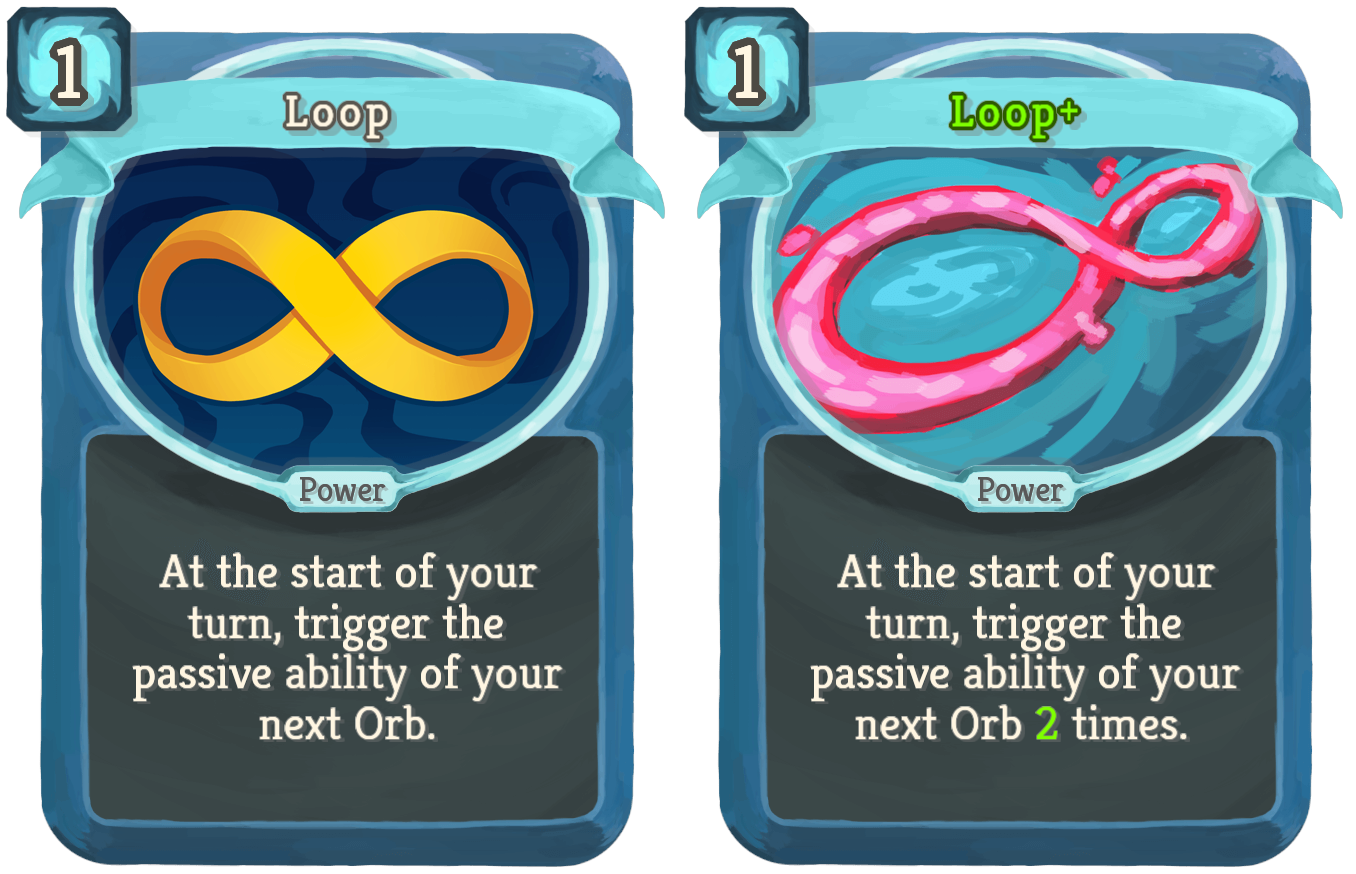 1
Loop
Power
At the start of your
turn, trigger the
passive ability of your
next Orb.
1
Loop+
Power
At the start of your
turn, trigger the
passive ability of your
next Orb 2 times.